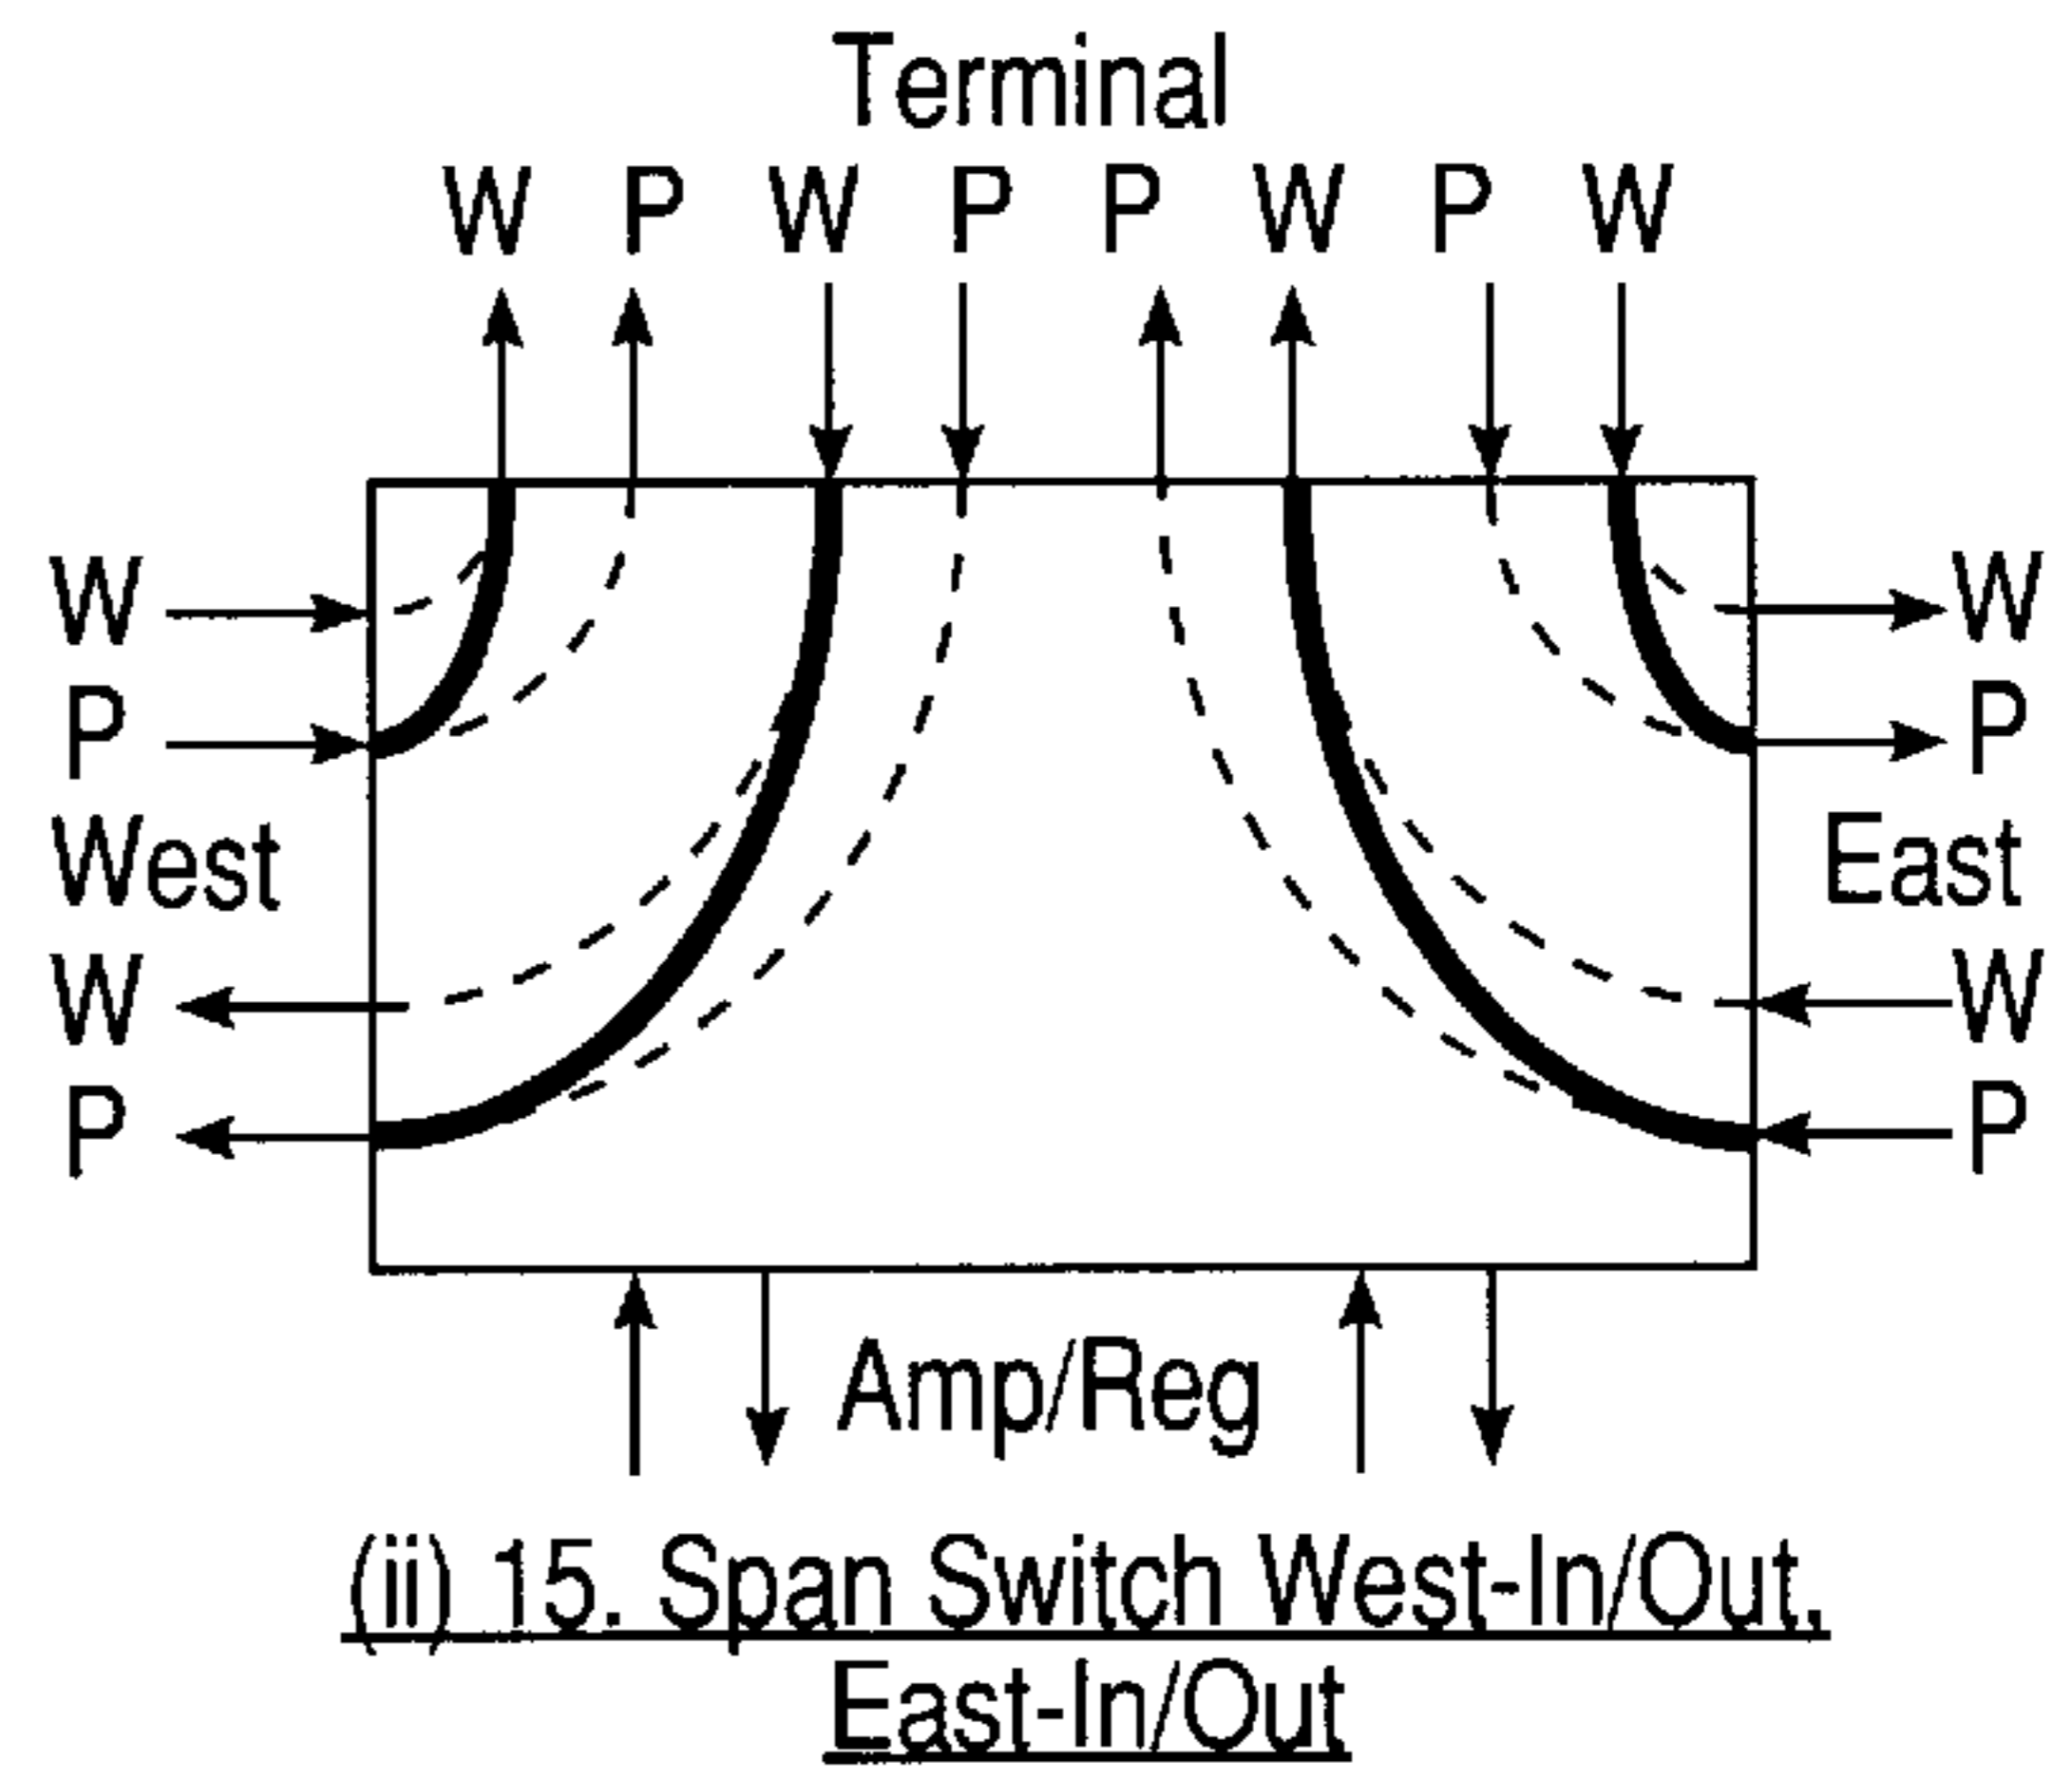 Terminal
W P W P P W P W
W W
P P
West East
W W
P P
Amp/Reg
(ii) 15. Span Switch West-In/Out,
East-In/Out